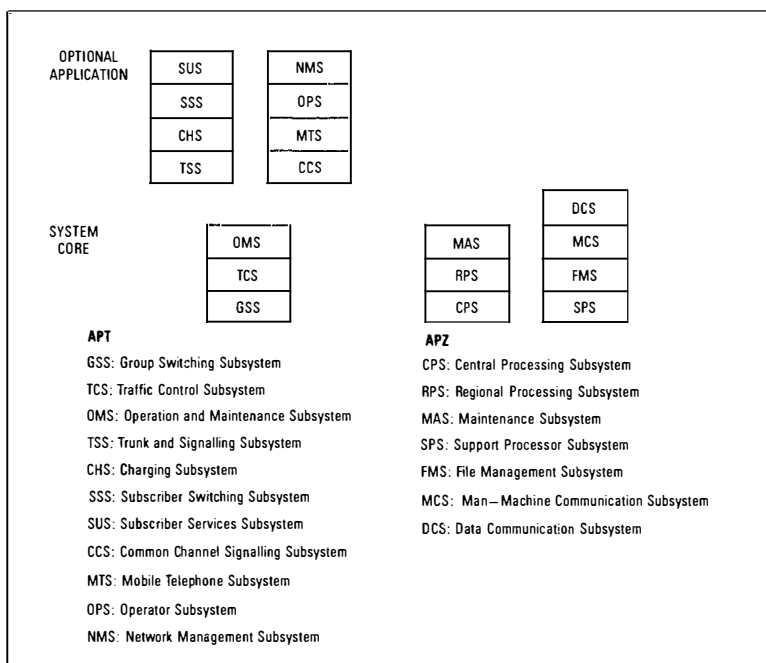 OPTIONAL
APPLICATION
SUS
SSS
CHS
TSS
NMS
OPS
MTS
CCS
SYSTEM
CORE
OMS
TCS
GSS
MAS
RPS
CPS
DCS
MCS
FMS
SPS
APT
GSS: Group Switching Subsystem
TCS: Traffic Control Subsystem
OMS: Operation and Maintenance Subsystem
TSS: Trunk and Signalling Subsystem
CHS: Charging Subsystem
SSS: Subscriber Switching Subsystem
SUS: Subscriber Services Subsystem
CCS: Common Channel Signalling Subsystem
MTS: Mobile Telephone Subsystem
OPS: Operator Subsystem
NMS: Network Management Subsystem
APZ
CPS: Central Processing Subsystem
RPS: Regional Processing Subsystem
MAS: Maintenance Subsystem
SPS: Support Processor Subsystem
FMS: File Management Subsystem
MCS: Man–Machine Communication Subsystem
DCS: Data Communication Subsystem